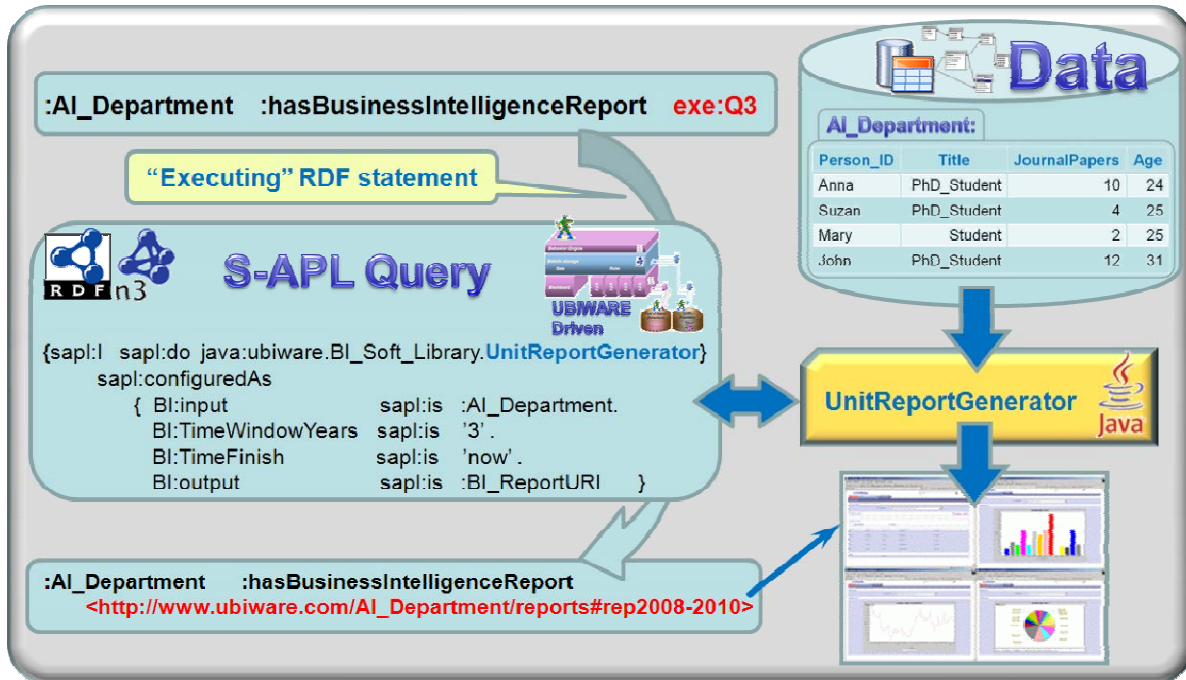 :AI_Department :hasBusinessIntelligenceReport exe:Q3
“Executing” RDF statement
RDF n3
S-APL Query
UBIWARE
Driven
{sapl:I sapl:do java:ubiware.BI_Soft_Library.UnitReportGenerator}
sapl:configuredAs
{ BI:input sapl:is :AI_Department.
BI:TimeWindowYears sapl:is '3' .
BI:TimeFinish sapl:is 'now' .
BI:output sapl:is :BI_ReportURI }
:AI_Department :hasBusinessIntelligenceReport
<http://www.ubiware.com/AI_Department/reports#rep2008-2010>
Data
AI_Department:
Person_ID Title JournalPapers Age
Anna PhD_Student 10 24
Suzan PhD_Student 4 25
Mary Student 2 25
John PhD_Student 12 31
UnitReportGenerator
Java